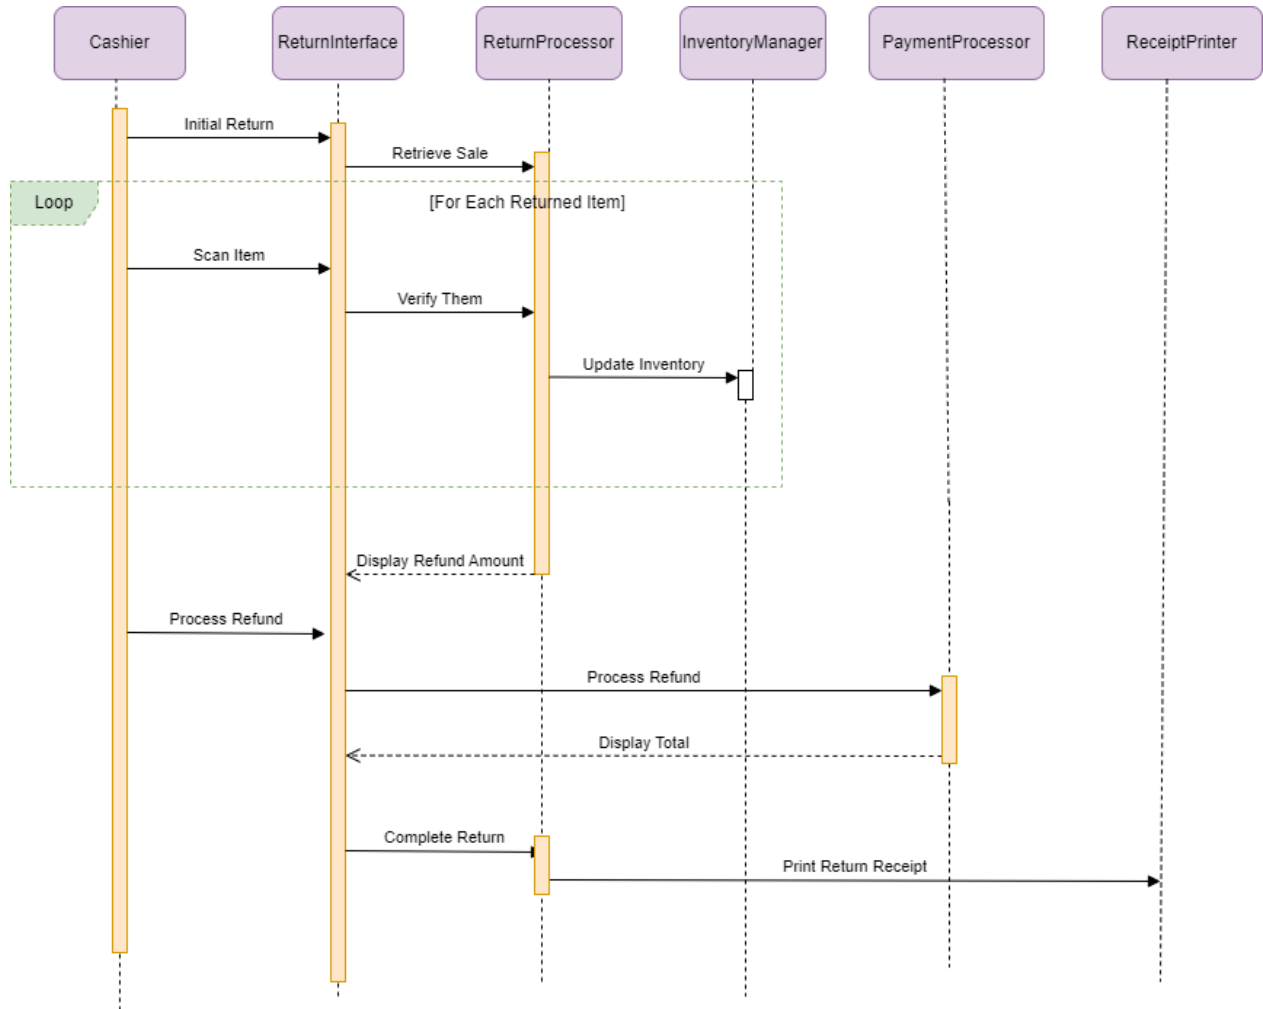 Cashier
ReturnInterface
ReturnProcessor
InventoryManager
PaymentProcessor
ReceiptPrinter
Initial Return
Retrieve Sale
Loop
[For Each Returned Item]
Scan Item
Verify Them
Update Inventory
Display Refund Amount
Process Refund
Process Refund
Display Total
Complete Return
Print Return Receipt